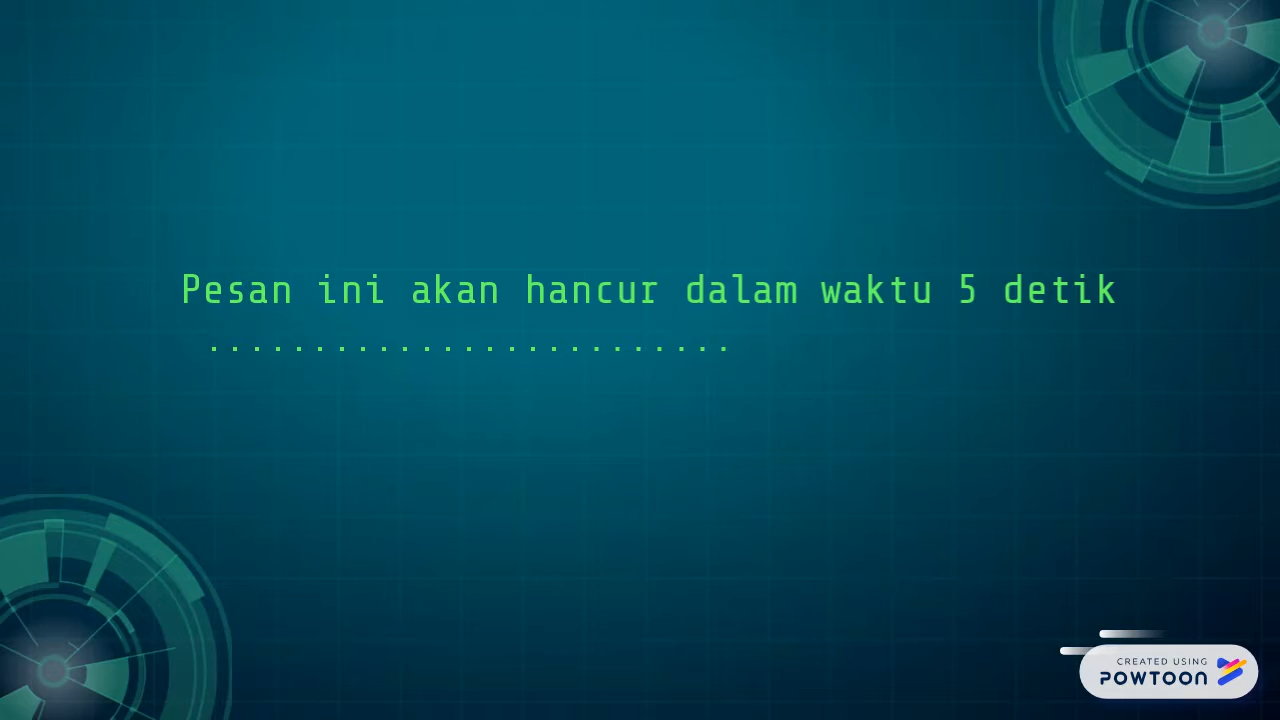 Pesan ini akan hancur dalam waktu 5 detik
.........................
CREATED USING
POWTOON